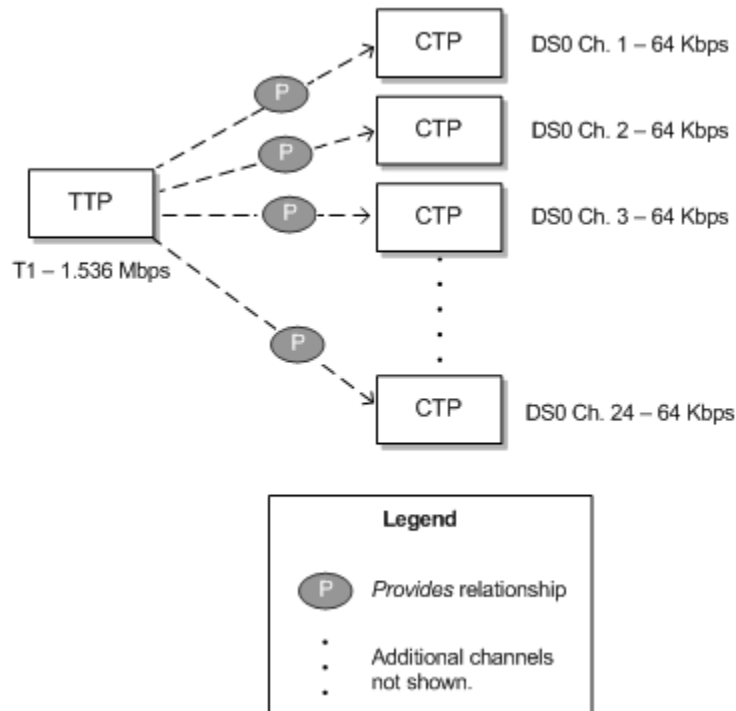 CTP
DS0 Ch. 1 – 64 Kbps
P
CTP
DS0 Ch. 2 – 64 Kbps
P
TTP
CTP
DS0 Ch. 3 – 64 Kbps
P
T1 – 1.536 Mbps
P
CTP
DS0 Ch. 24 – 64 Kbps
Legend
P
Provides relationship
Additional channels
not shown.